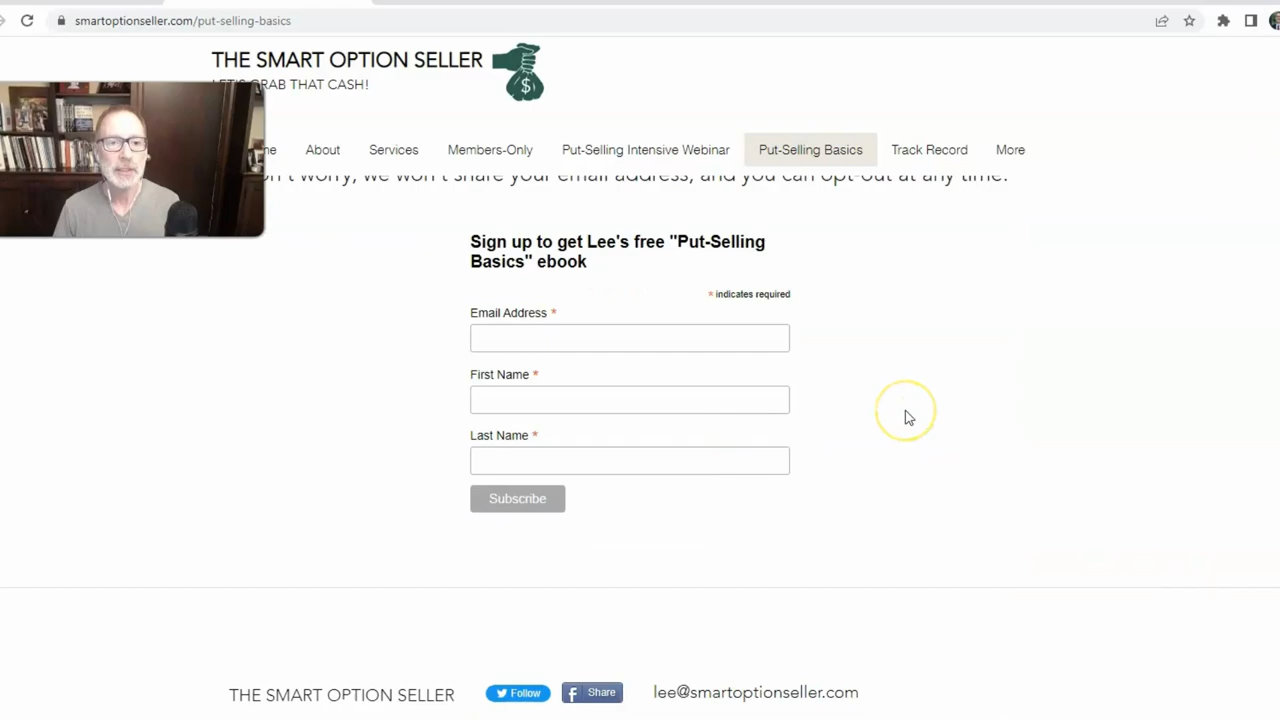 smartoptionseller.com/put-selling-basics
THE SMART OPTION SELLER
GRAB THAT CASH!
$
About
Services
Members-Only
Put-Selling Intensive Webinar
Put-Selling Basics
Track Record
More
worry, we won't share your email address, and you can opt-out at any time.
Sign up to get Lee's free "Put-Selling
Basics" ebook
* indicates required
Email Address *
First Name *
Last Name *
Subscribe
THE SMART OPTION SELLER
Follow
Share
lee@smartoptionseller.com